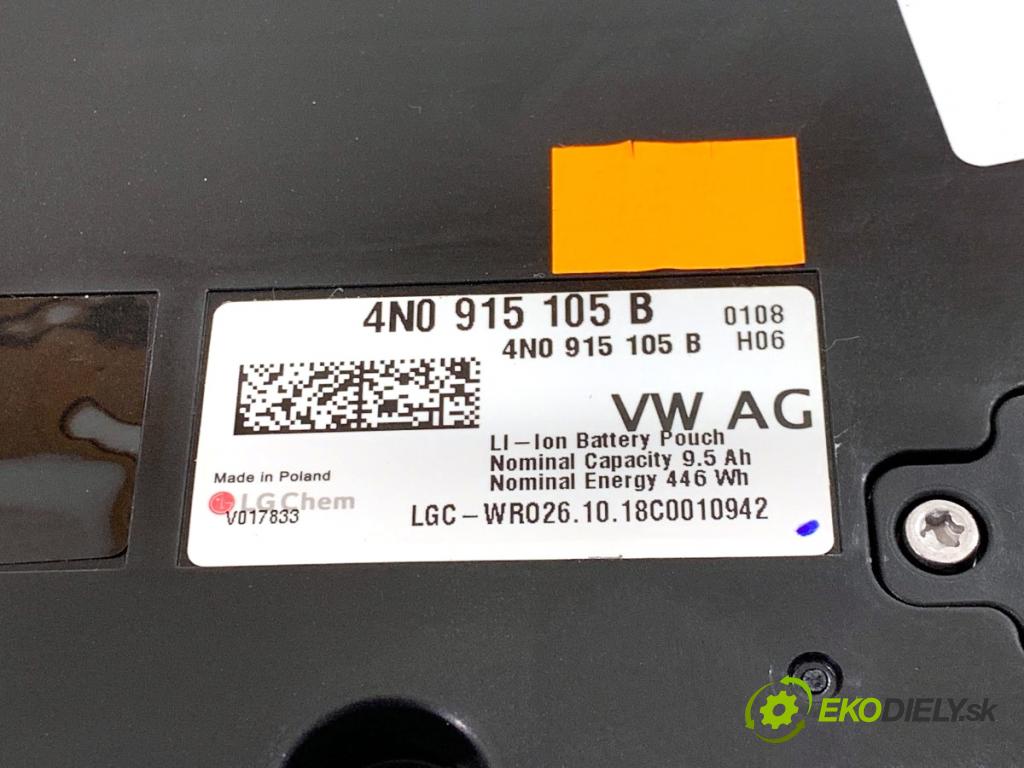 4N0 915 105 B 0108
4N0 915 105 B H06
VW AG
LI-Ion Battery Pouch
Nominal Capacity 9.5 Ah
Nominal Energy 446 Wh
Made in Poland
LG Chem
V017833
LGC-WR026.10.18C0010942
EKODIELY.sk